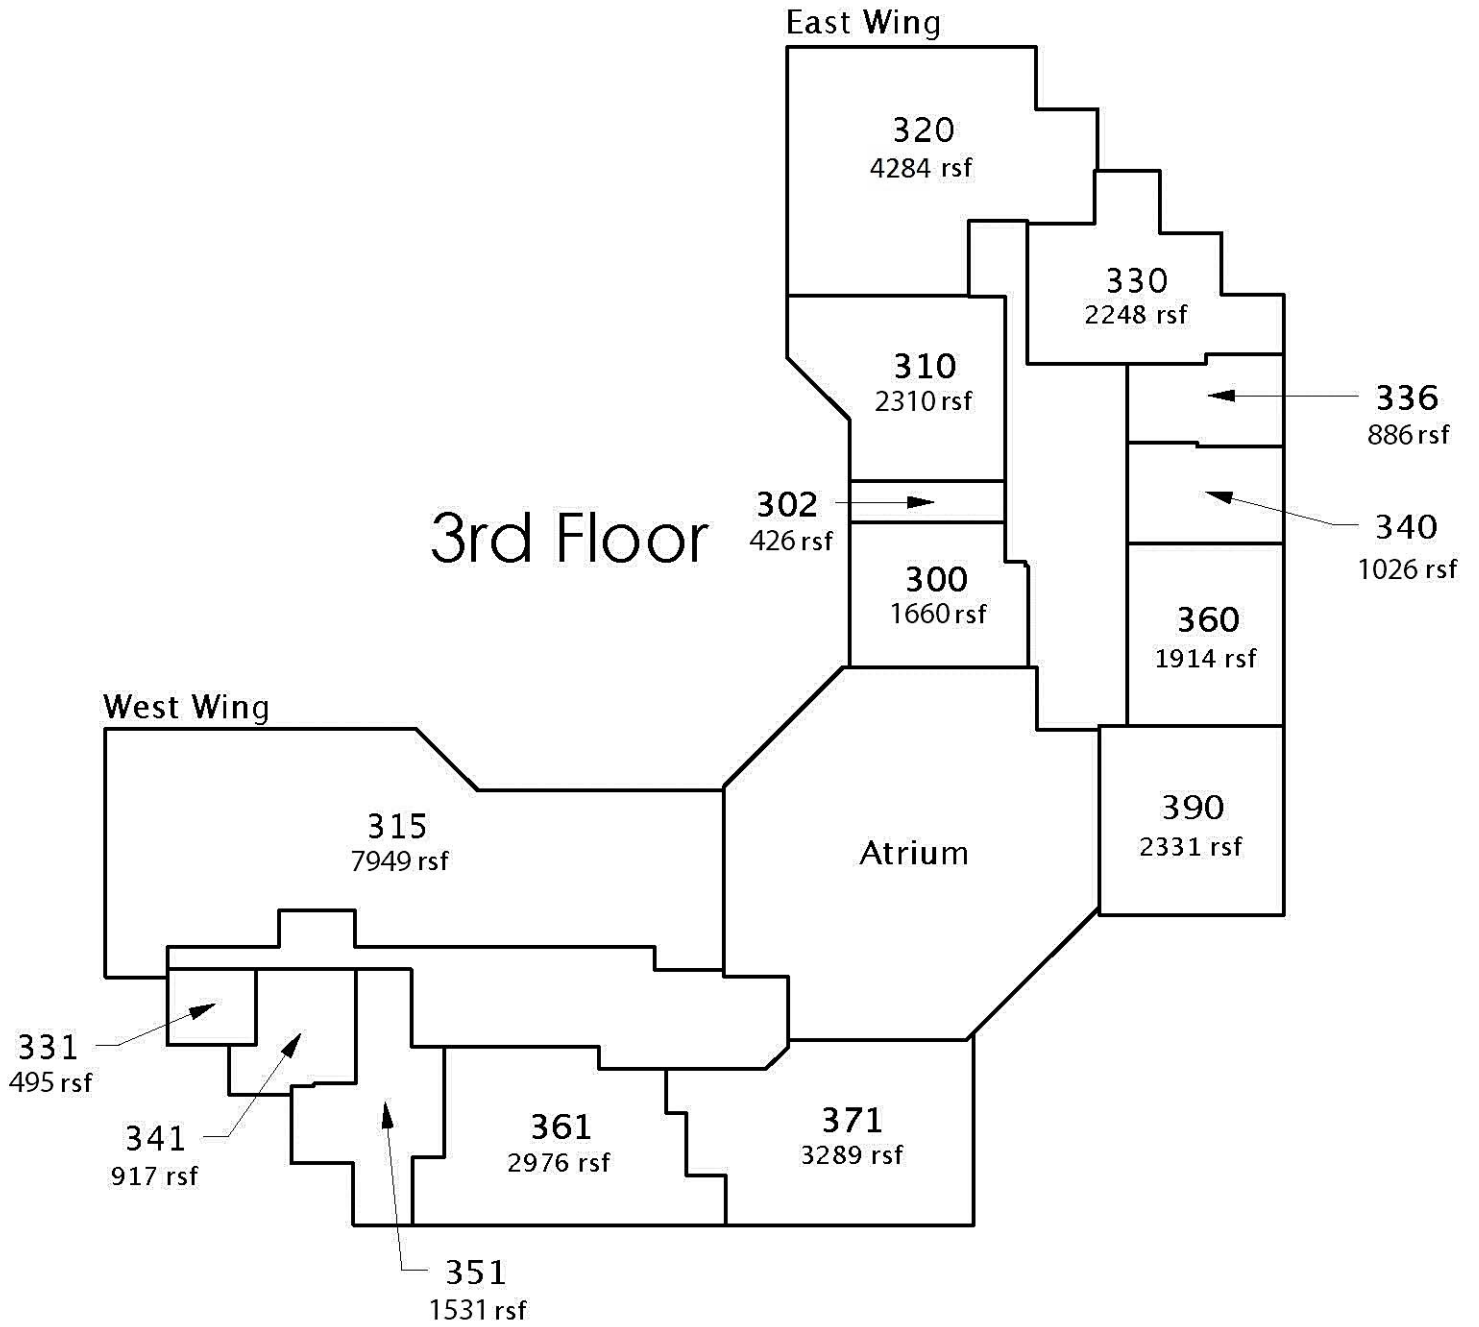 East Wing
320
4284 rsf
330
2248 rsf
310
2310 rsf
336
886 rsf
302
426 rsf
340
1026 rsf
3rd Floor
300
1660 rsf
360
1914 rsf
West Wing
315
7949 rsf
Atrium
390
2331 rsf
331
495 rsf
341
917 rsf
361
2976 rsf
371
3289 rsf
351
1531 rsf